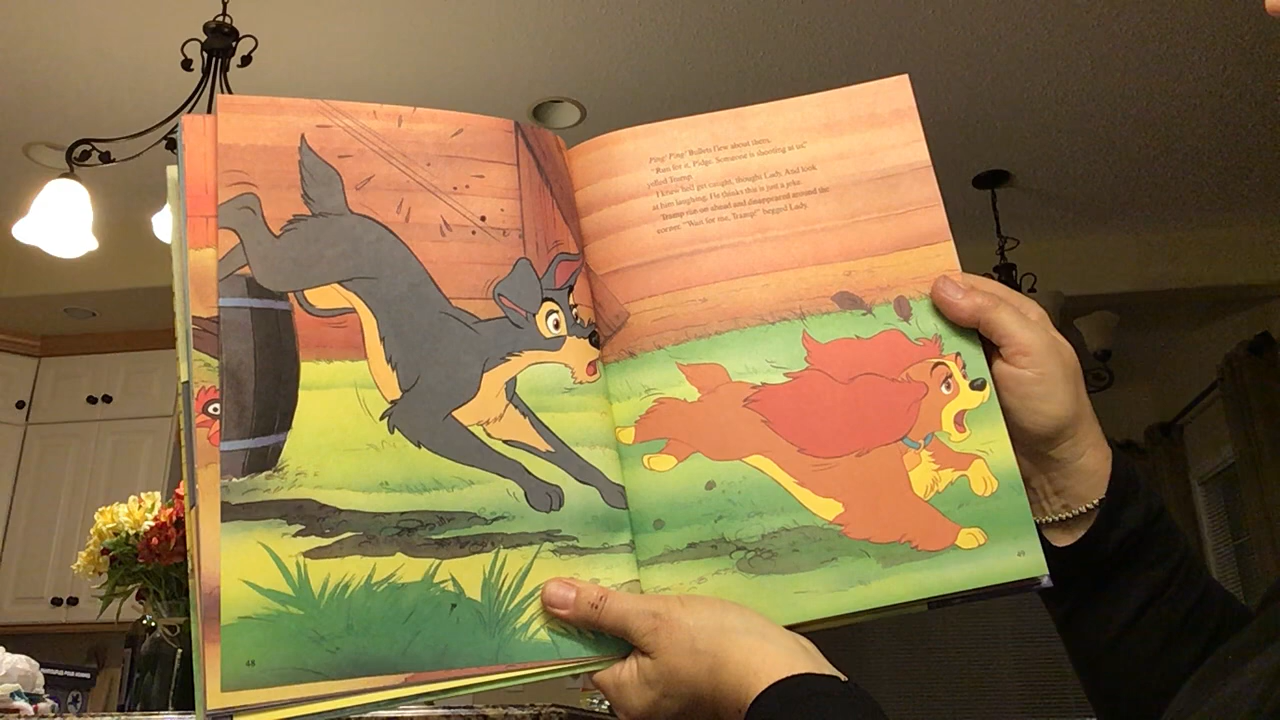 Ping! Ping! Bullets flew about them.
"Run for it, Pidge. Someone is shooting at us,"
yelled Tramp.
I knew he'd get caught, thought Lady. And look
at him laughing. He thinks this is just a joke.
Tramp ran on ahead and disappeared around the
corner. "Wait for me, Tramp!" begged Lady.
48
49